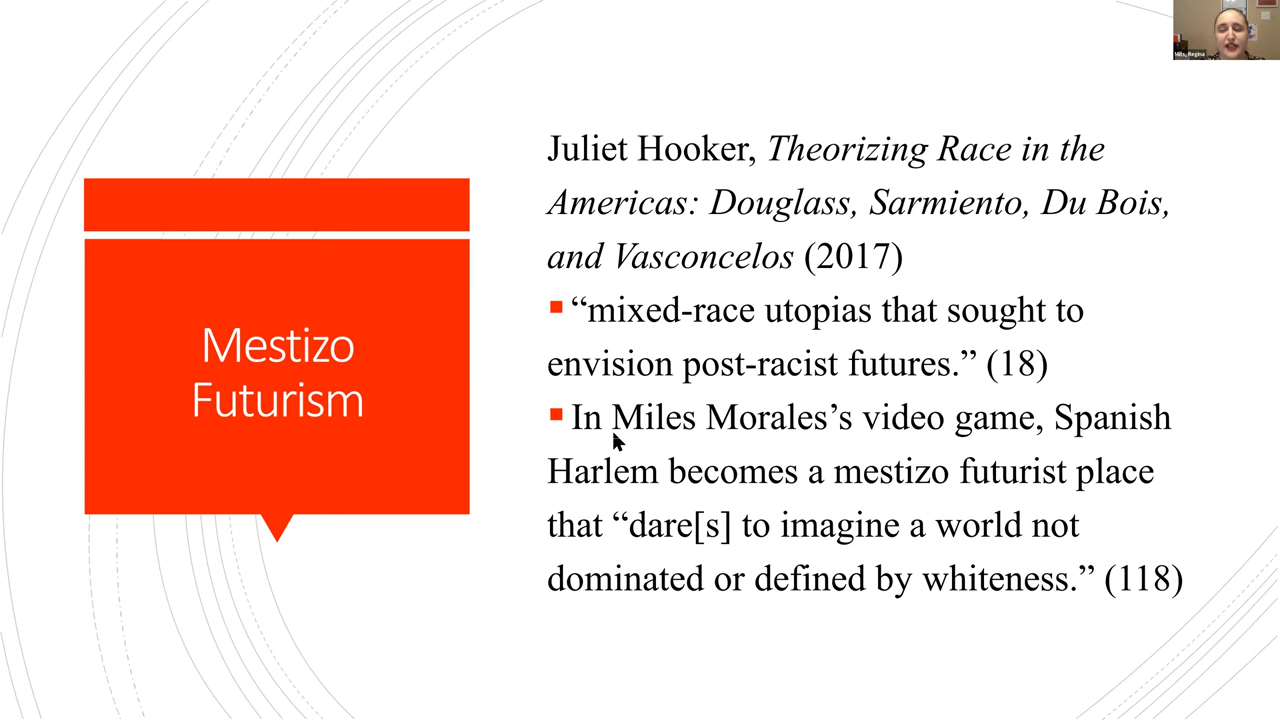 Mills, Regina
Mestizo
Futurism
Juliet Hooker, Theorizing Race in the
Americas: Douglass, Sarmiento, Du Bois,
and Vasconcelos (2017)
▪“mixed-race utopias that sought to
envision post-racist futures.” (18)
▪In Miles Morales’s video game, Spanish
Harlem becomes a mestizo futurist place
that “dare[s] to imagine a world not
dominated or defined by whiteness.” (118)